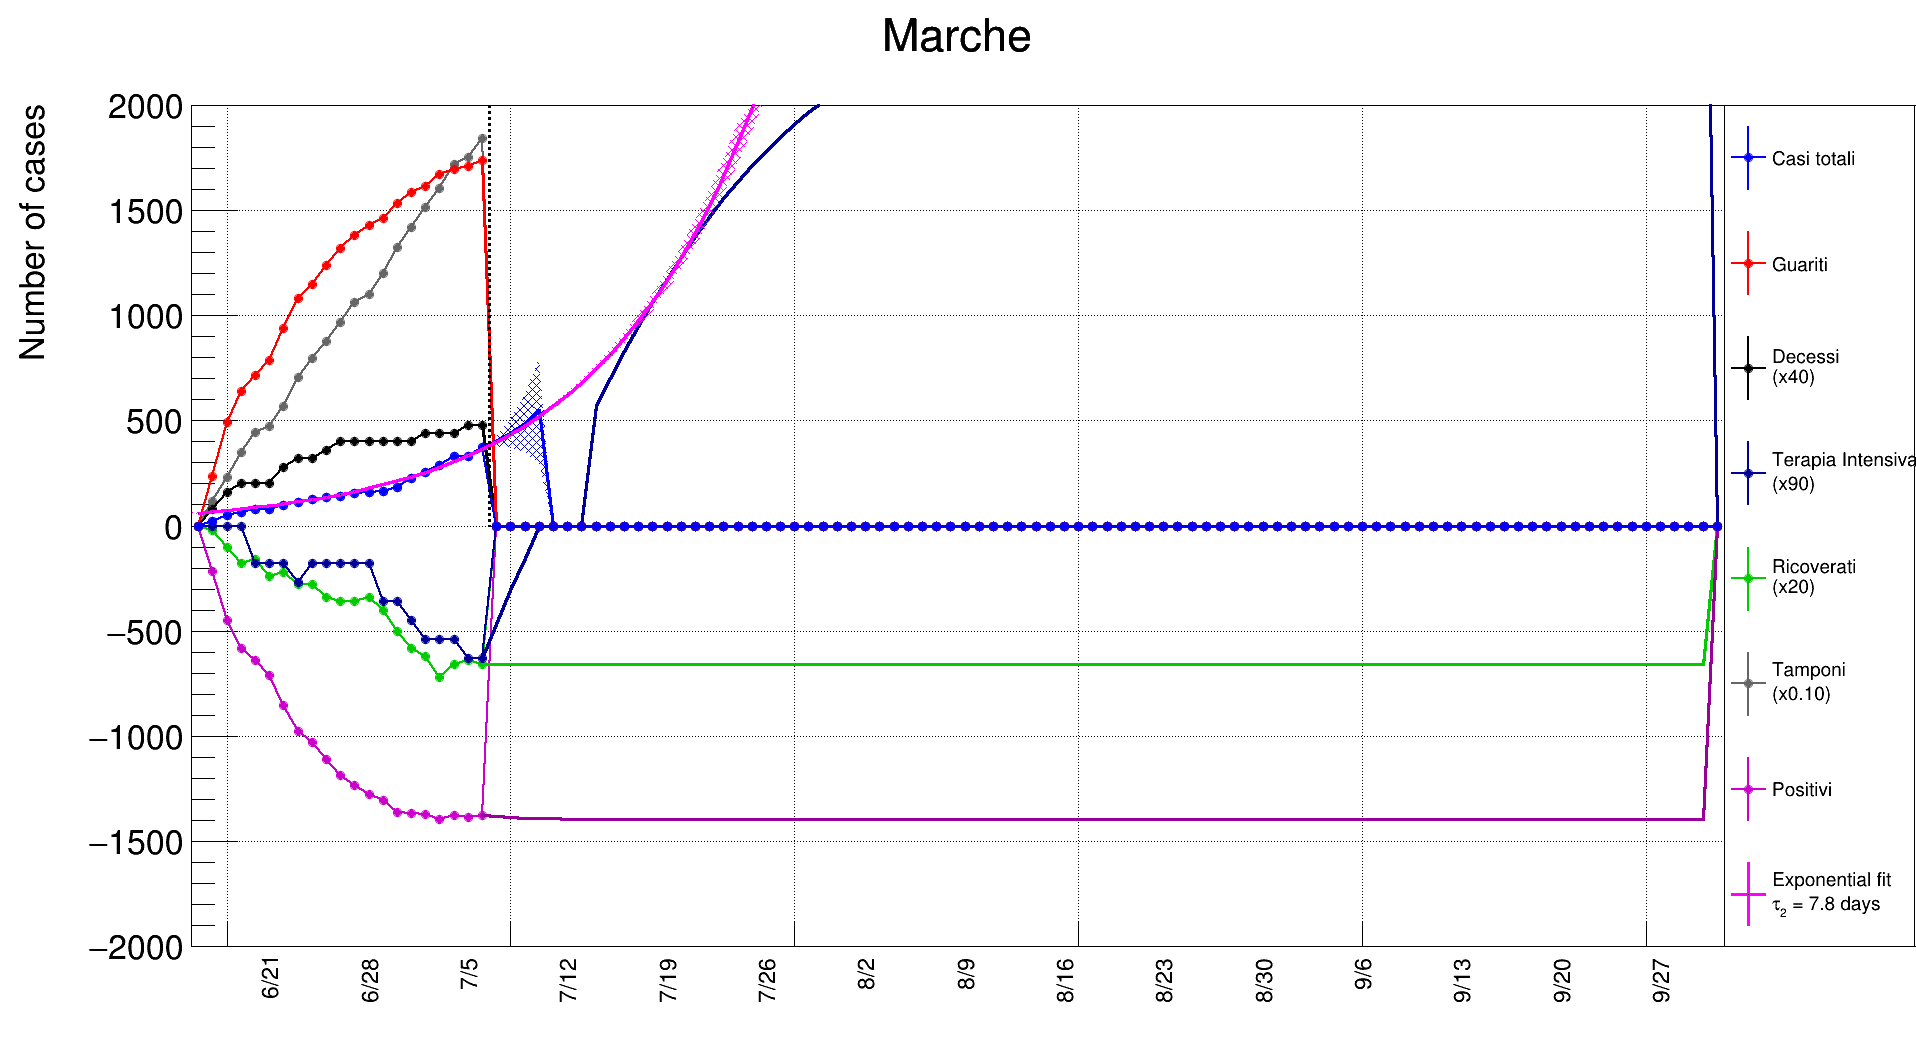 Marche
Number of cases
2000
1500
1000
500
0
−500
−1000
−1500
−2000
6/21
6/28
7/5
7/12
7/19
7/26
8/2
8/9
8/16
8/23
8/30
9/6
9/13
9/20
9/27
Casi totali
Guariti
Decessi
(x40)
Terapia Intensiva
(x90)
Ricoverati
(x20)
Tamponi
(x0.10)
Positivi
Exponential fit
τ2 = 7.8 days